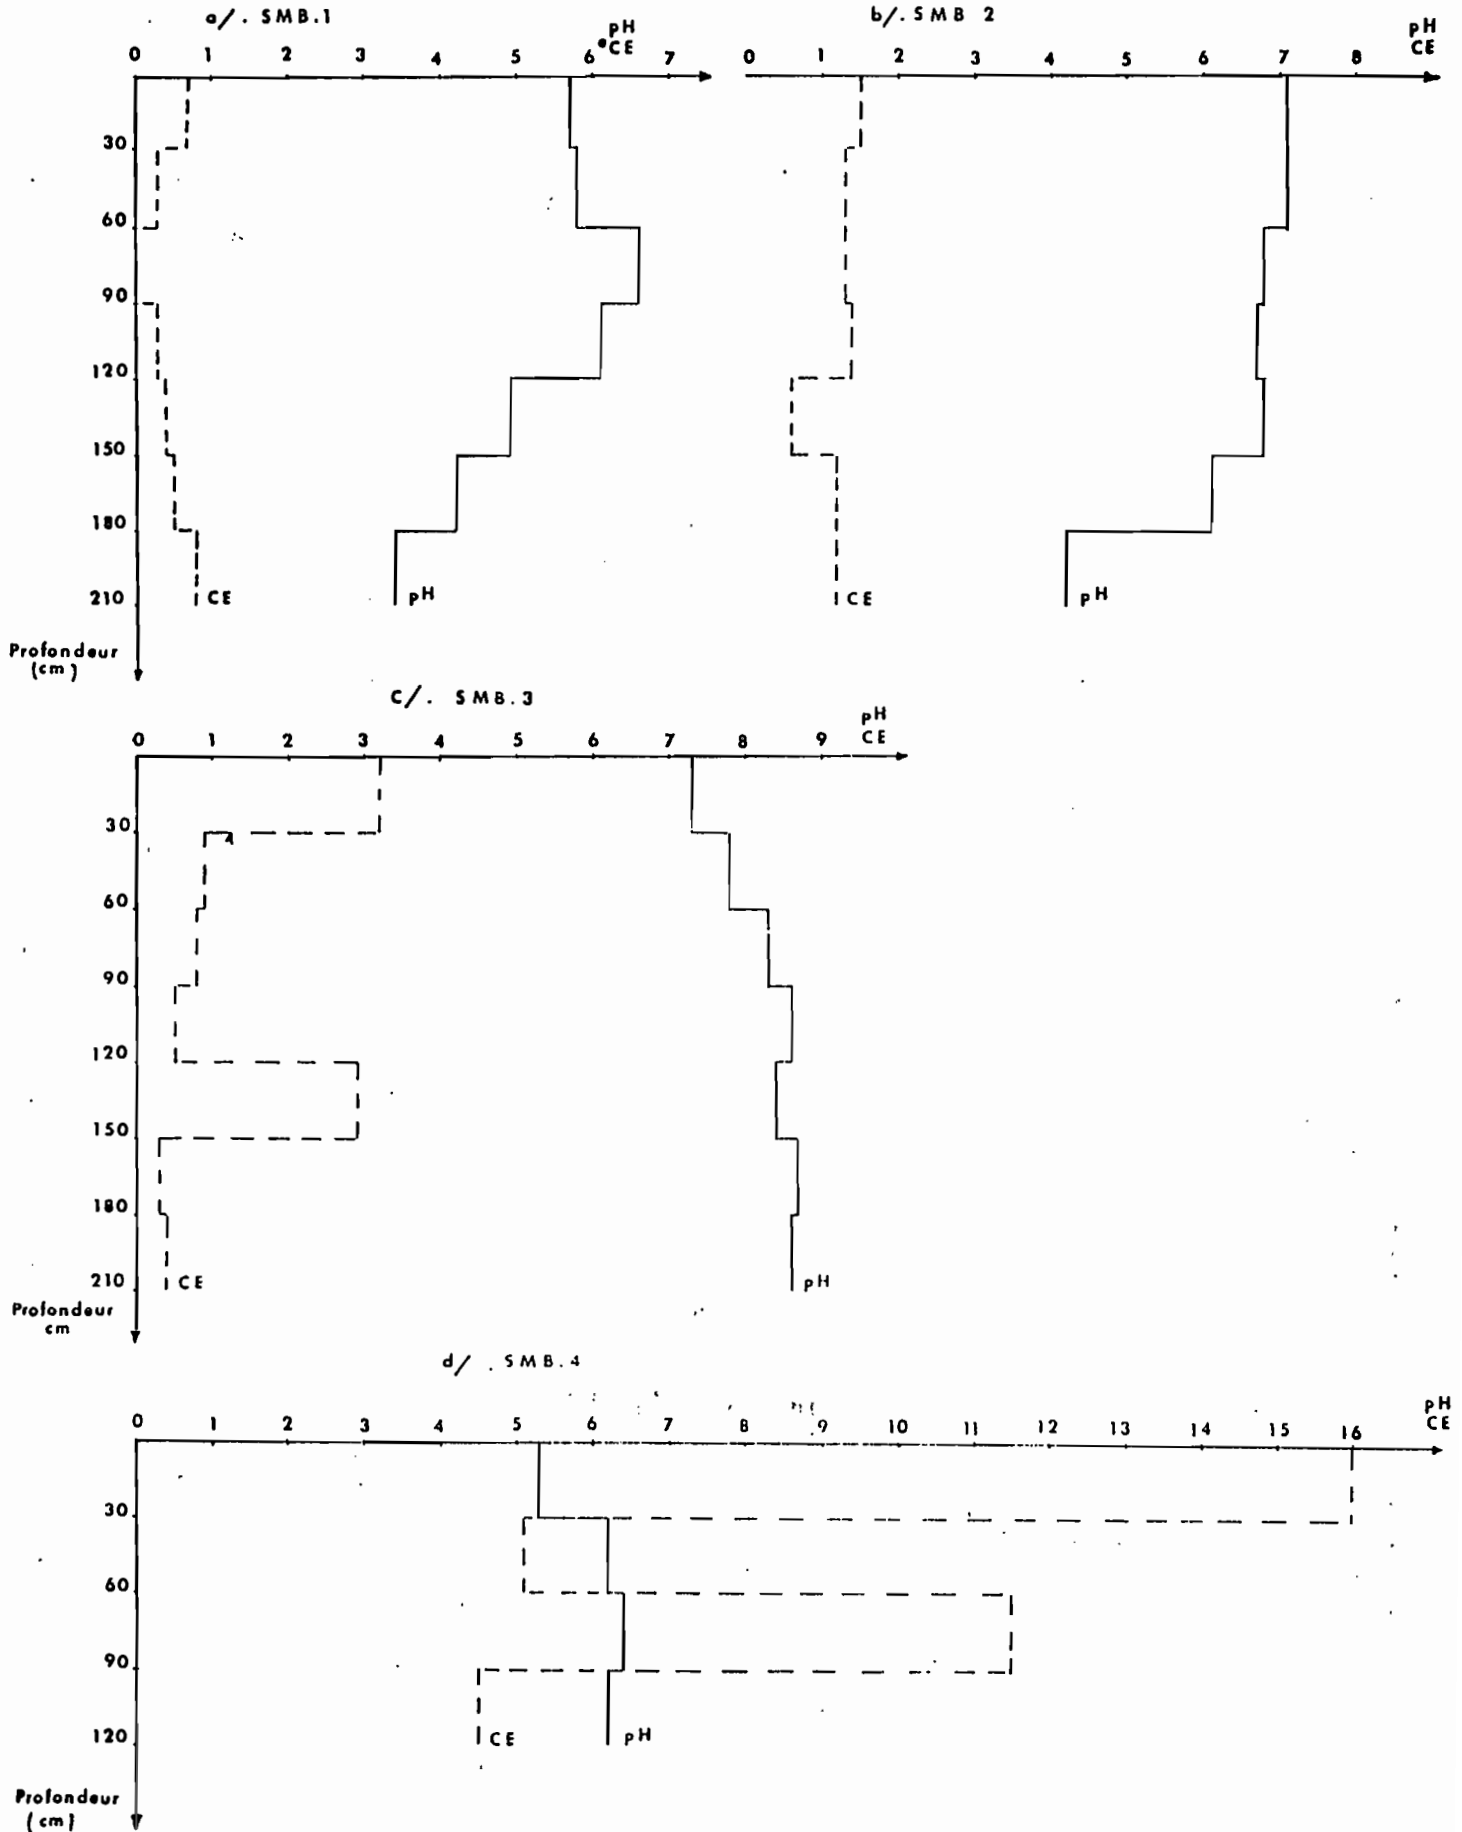 a/. SMB.1
pH
CE
0 1 2 3 4 5 6 7
30
60
90
120
150
180
210
CE
pH
Profondeur
(cm)
b/. SMB 2
pH
CE
0 1 2 3 4 5 6 7 8
CE
pH
c/. SMB.3
pH
CE
0 1 2 3 4 5 6 7 8 9
30
60
90
120
150
180
210
CE
pH
Profondeur
cm
d/. SMB.4
pH
CE
0 1 2 3 4 5 6 7 8 9 10 11 12 13 14 15 16
30
60
90
120
CE
pH
Profondeur
(cm)